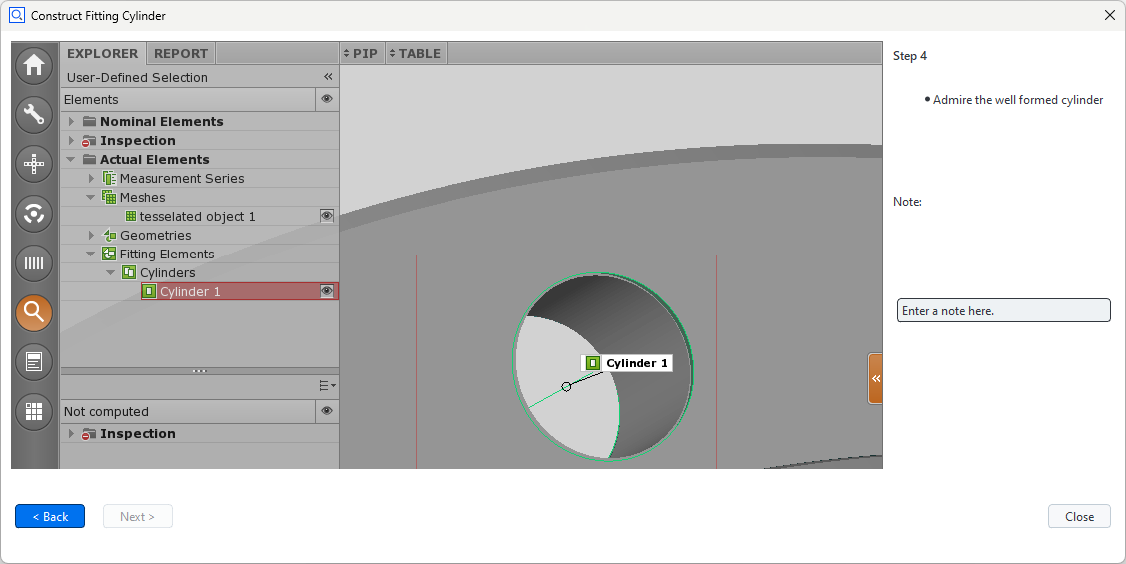 Construct Fitting Cylinder
EXPLORER
REPORT
PIP
TABLE
User-Defined Selection
Elements
Nominal Elements
Inspection
Actual Elements
Measurement Series
Meshes
tesselated object 1
Geometries
Fitting Elements
Cylinders
Cylinder 1
Not computed
Inspection
Cylinder 1
Step 4
• Admire the well formed cylinder
Note:
Enter a note here.
< Back
Next >
Close